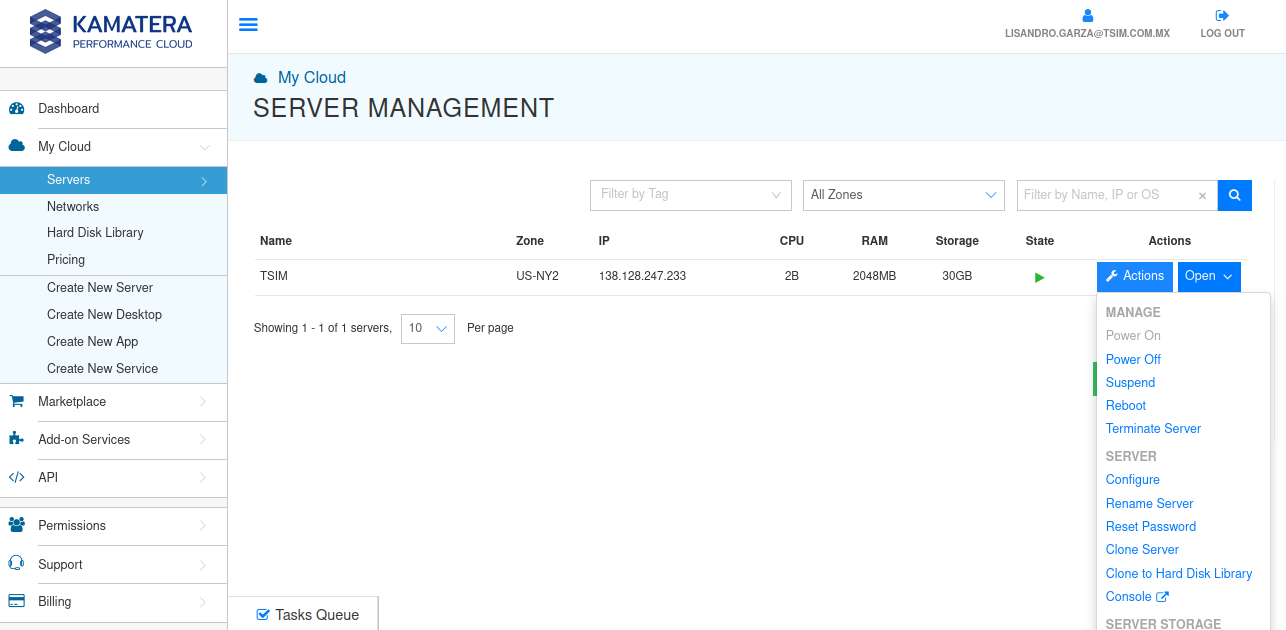 KAMATERA
PERFORMANCE CLOUD
LISANDRO.GARZA@TSIM.COM.MX
LOG OUT
Dashboard
My Cloud
Servers
Networks
Hard Disk Library
Pricing
Create New Server
Create New Desktop
Create New App
Create New Service
Marketplace
Add-on Services
API
Permissions
Support
Billing
My Cloud
SERVER MANAGEMENT
Filter by Tag
All Zones
Filter by Name, IP or OS
Name Zone IP CPU RAM Storage State Actions
TSIM US-NY2 138.128.247.233 2B 2048MB 30GB Actions Open
Showing 1 - 1 of 1 servers, 10 Per page
MANAGE
Power On
Power Off
Suspend
Reboot
Terminate Server
SERVER
Configure
Rename Server
Reset Password
Clone Server
Clone to Hard Disk Library
Console
SERVER STORAGE
Tasks Queue